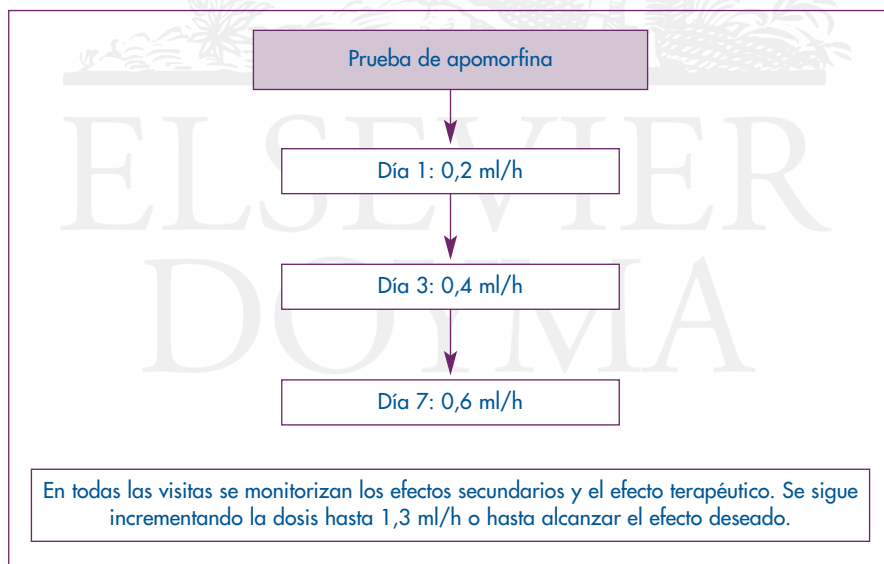 Prueba de apomorfina
ELSEVIER
Día 1: 0,2 ml/h
DOYMA
Día 3: 0,4 ml/h
Día 7: 0,6 ml/h
En todas las visitas se monitorizan los efectos secundarios y el efecto terapéutico. Se sigue
incrementando la dosis hasta 1,3 ml/h o hasta alcanzar el efecto deseado.